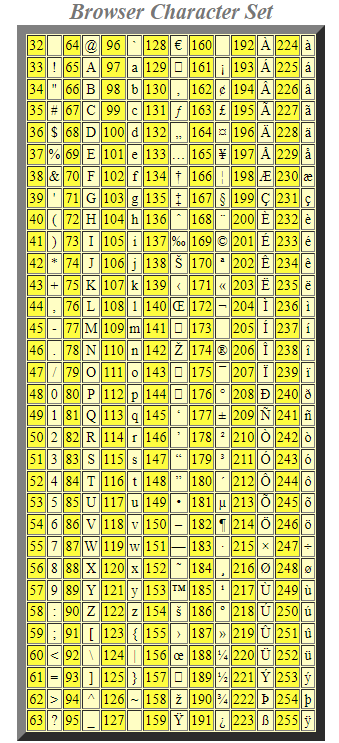 Browser Character Set
32 64 @ 96 ` 128 € 160 192 À 224 à
33 ! 65 A 97 a 129 □ 161 ¡ 193 Á 225 á
34 " 66 B 98 b 130 ‚ 162 ¢ 194 Â 226 â
35 # 67 C 99 c 131 ƒ 163 £ 195 Ã 227 ã
36 $ 68 D 100 d 132 „ 164 ¤ 196 Ä 228 ä
37 % 69 E 101 e 133 … 165 ¥ 197 Å 229 å
38 & 70 F 102 f 134 † 166 ¦ 198 Æ 230 æ
39 ' 71 G 103 g 135 ‡ 167 § 199 Ç 231 ç
40 ( 72 H 104 h 136 ˆ 168 ¨ 200 È 232 è
41 ) 73 I 105 i 137 ‰ 169 © 201 É 233 é
42 * 74 J 106 j 138 Š 170 ª 202 Ê 234 ê
43 + 75 K 107 k 139 ‹ 171 « 203 Ë 235 ë
44 , 76 L 108 l 140 Œ 172 ¬ 204 Ì 236 ì
45 - 77 M 109 m 141 □ 173 205 Í 237 í
46 . 78 N 110 n 142 Ž 174 ® 206 Î 238 î
47 / 79 O 111 o 143 □ 175 ¯ 207 Ï 239 ï
48 0 80 P 112 p 144 □ 176 ° 208 Ð 240 ð
49 1 81 Q 113 q 145 ‘ 177 ± 209 Ñ 241 ñ
50 2 82 R 114 r 146 ’ 178 ² 210 Ò 242 ò
51 3 83 S 115 s 147 “ 179 ³ 211 Ó 243 ó
52 4 84 T 116 t 148 ” 180 ´ 212 Ô 244 ô
53 5 85 U 117 u 149 • 181 µ 213 Õ 245 õ
54 6 86 V 118 v 150 – 182 ¶ 214 Ö 246 ö
55 7 87 W 119 w 151 — 183 · 215 × 247 ÷
56 8 88 X 120 x 152 ˜ 184 ¸ 216 Ø 248 ø
57 9 89 Y 121 y 153 ™ 185 ¹ 217 Ù 249 ù
58 : 90 Z 122 z 154 š 186 º 218 Ú 250 ú
59 ; 91 [ 123 { 155 › 187 » 219 Û 251 û
60 < 92 \ 124 | 156 œ 188 ¼ 220 Ü 252 ü
61 = 93 ] 125 } 157 □ 189 ½ 221 Ý 253 ý
62 > 94 ^ 126 ~ 158 ž 190 ¾ 222 Þ 254 þ
63 ? 95 _ 127 159 Ÿ 191 ¿ 223 ß 255 ÿ